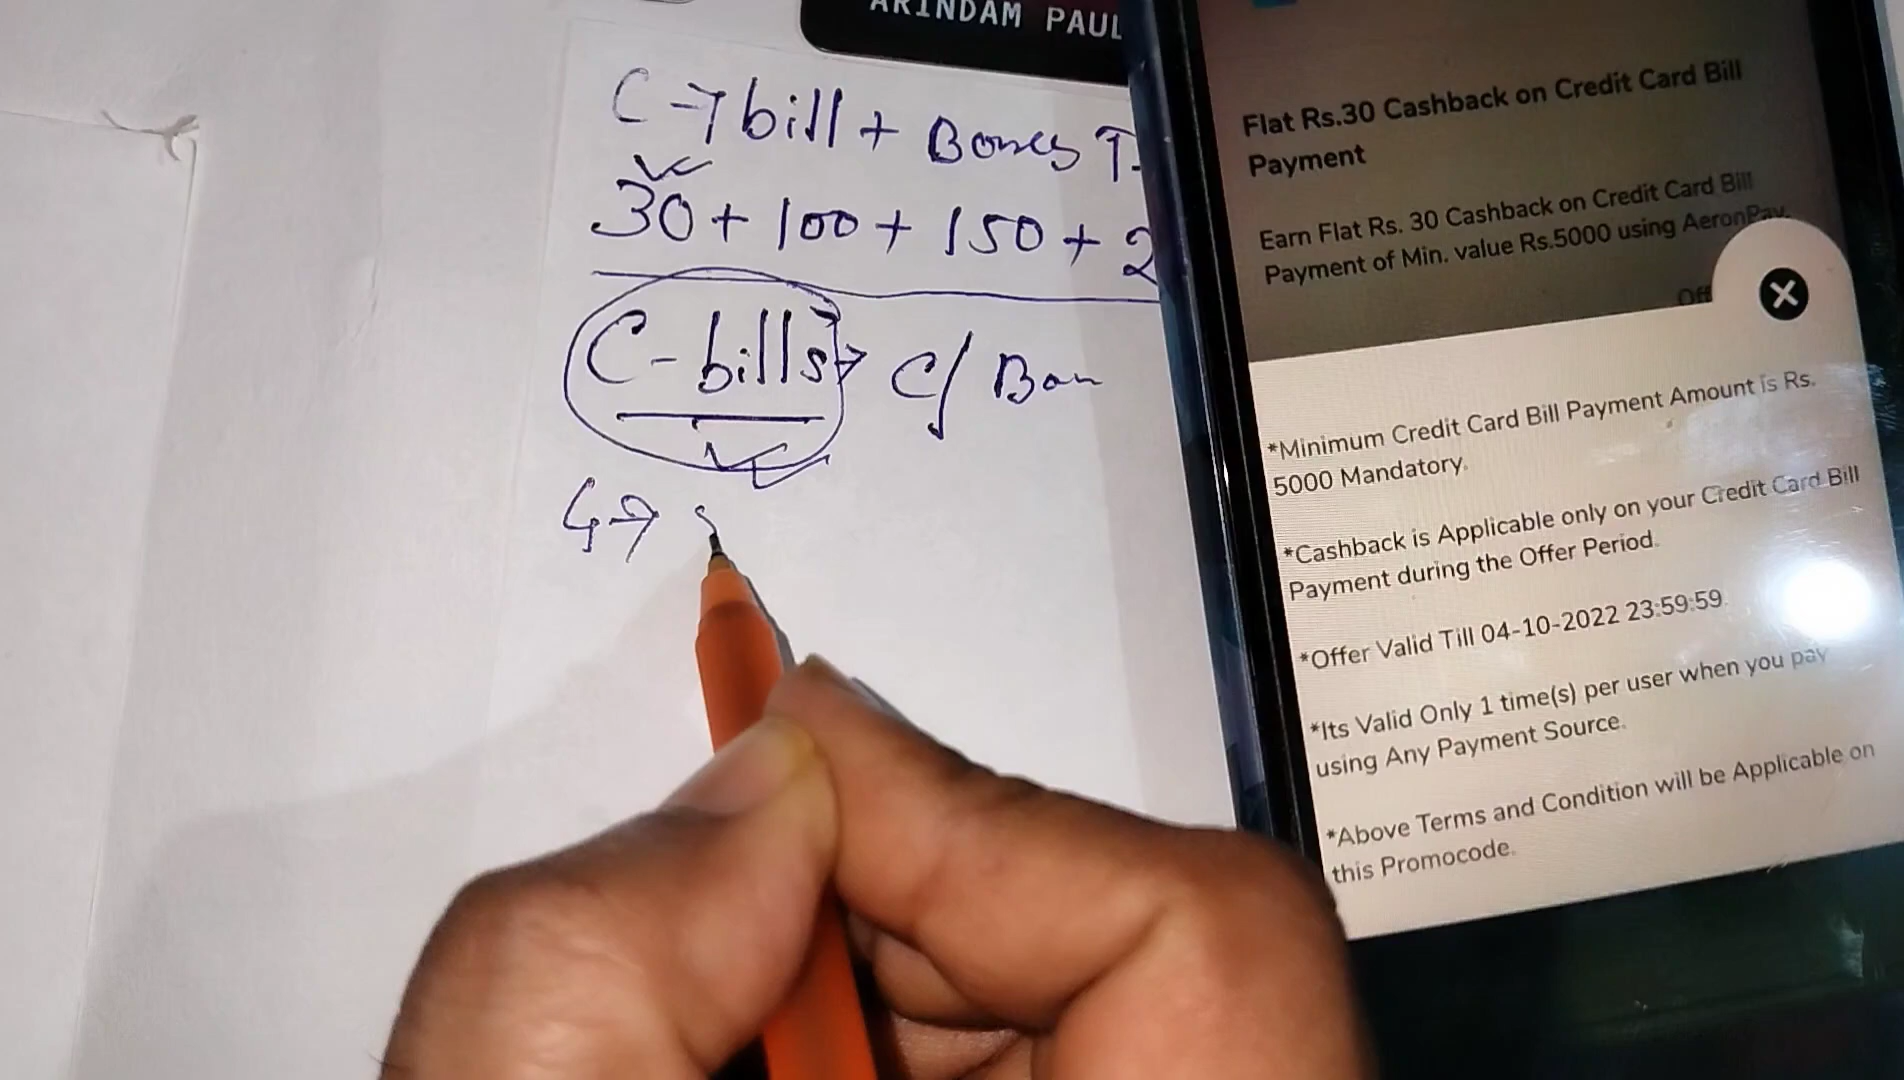 ARINDAM PAUL
C → bill + Bones T.
30 + 100 + 150 + 2
C - bills → C/ Bon
4 → s
Flat Rs.30 Cashback on Credit Card Bill
Payment
Earn Flat Rs. 30 Cashback on Credit Card Bill
Payment of Min. value Rs.5000 using AeronPay.
Off
*Minimum Credit Card Bill Payment Amount is Rs.
5000 Mandatory.
*Cashback is Applicable only on your Credit Card Bill
Payment during the Offer Period.
*Offer Valid Till 04-10-2022 23:59:59.
*Its Valid Only 1 time(s) per user when you pay
using Any Payment Source.
*Above Terms and Condition will be Applicable on
this Promocode.